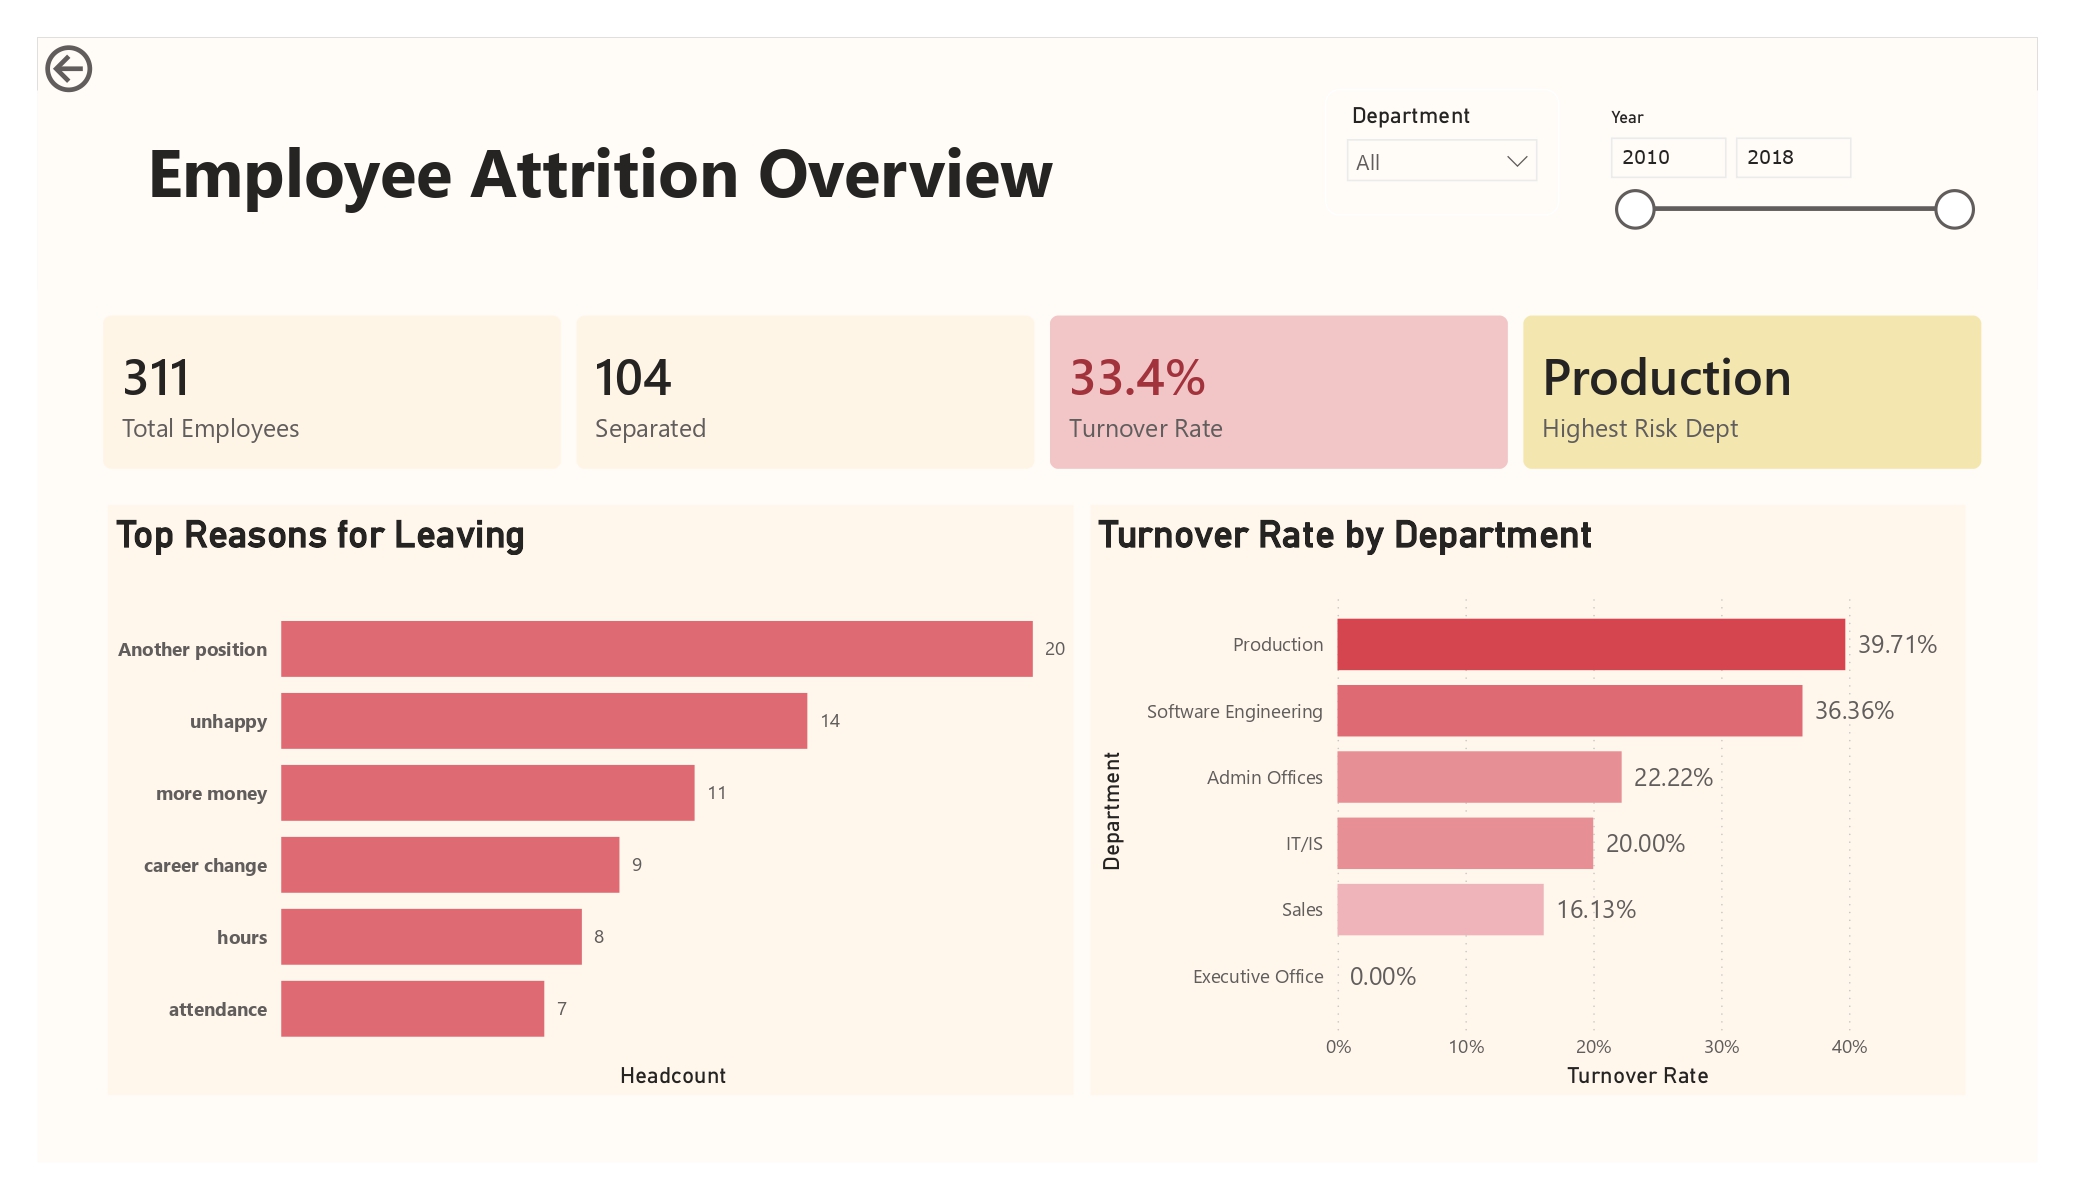 Employee Attrition Overview
Department
All
Year
2010 2018
311
Total Employees
104
Separated
33.4%
Turnover Rate
Production
Highest Risk Dept
Top Reasons for Leaving
Another position 20
unhappy 14
more money 11
career change 9
hours 8
attendance 7
Headcount
Turnover Rate by Department
Department
Production 39.71%
Software Engineering 36.36%
Admin Offices 22.22%
IT/IS 20.00%
Sales 16.13%
Executive Office 0.00%
0% 10% 20% 30% 40%
Turnover Rate